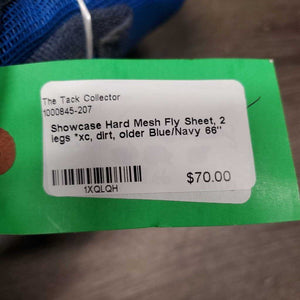 The Tack Collector
1000845-207
Showcase Hard Mesh Fly Sheet, 2
legs *xc, dirt, older Blue/Navy 66"
1XQLQH
$70.00